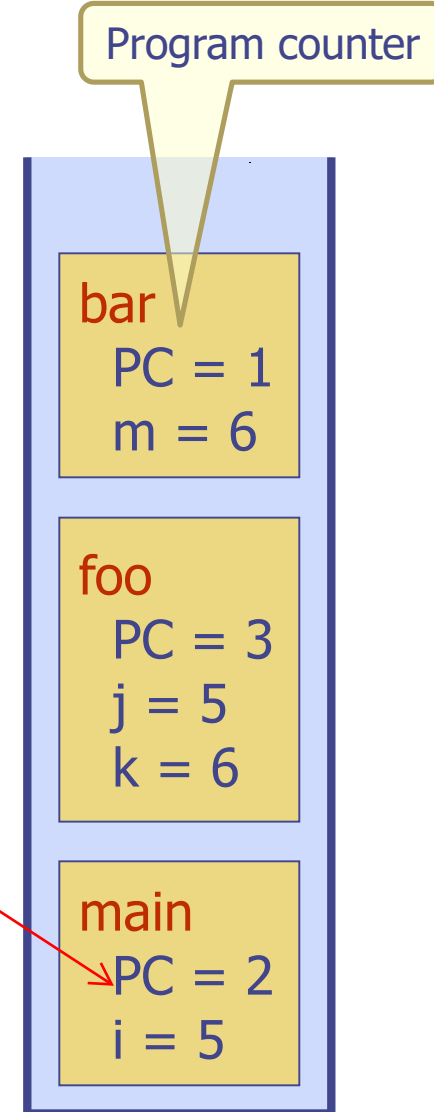 Program counter
bar
PC = 1
m = 6
foo
PC = 3
j = 5
k = 6
main
PC = 2
i = 5